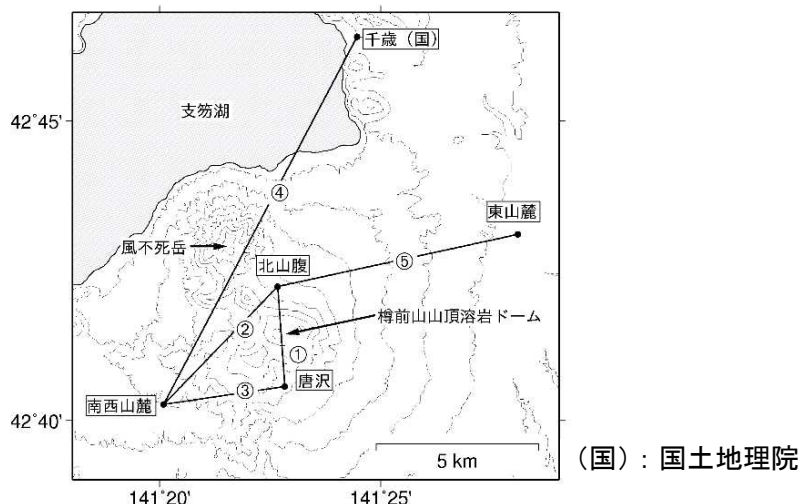 千歳（国）
42°45'
支笏湖
④
東山麓
風不死岳
北山腹
⑤
樽前山山頂溶岩ドーム
②
①
③
唐沢
南西山麓
42°40'
5 km
（国）：国土地理院
141°20'
141°25'